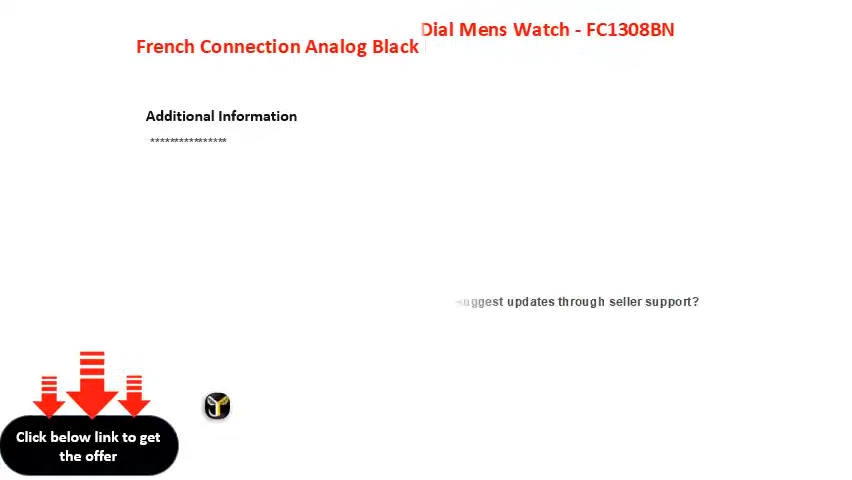 French Connection Analog Black Dial Mens Watch - FC1308BN
Additional Information
****************
suggest updates through seller support?
Click below link to get
the offer